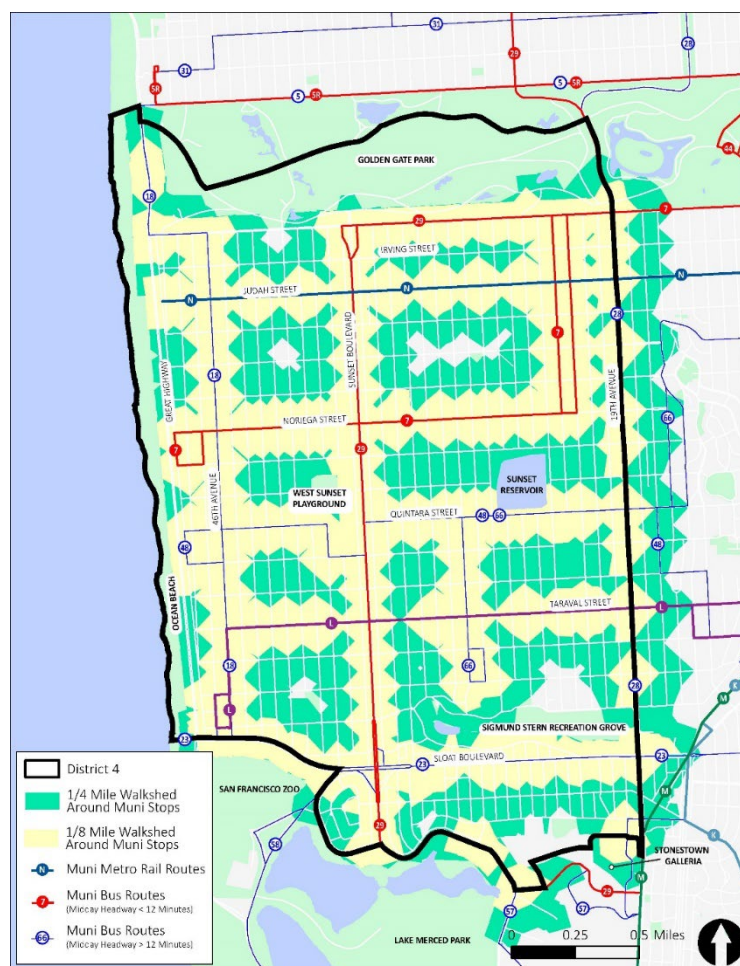 31
31
29
28
5R
5
5R
5
5R
44
GOLDEN GATE PARK
18
29
7
IRVING STREET
JUDAH STREET
N
N
N
28
7
SUNSET BOULEVARD
GREAT HIGHWAY
18
19TH AVENUE
NORIEGA STREET
7
7
29
66
46TH AVENUE
WEST SUNSET
PLAYGROUND
SUNSET
RESERVOIR
QUINTARA STREET
48
66
48
48
OCEAN BEACH
TARAVAL STREET
L
L
18
66
28
L
M
K
SIGMUND STERN RECREATION GROVE
23
SLOAT BOULEVARD
23
23
M
K
SAN FRANCISCO ZOO
29
58
STONESTOWN
GALLERIA
M
29
57
57
LAKE MERCED PARK
District 4
1/4 Mile Walkshed
Around Muni Stops
1/8 Mile Walkshed
Around Muni Stops
N
Muni Metro Rail Routes
7
Muni Bus Routes
(Midday Headway < 12 Minutes)
66
Muni Bus Routes
(Midday Headway > 12 Minutes)
0 0.25 0.5 Miles